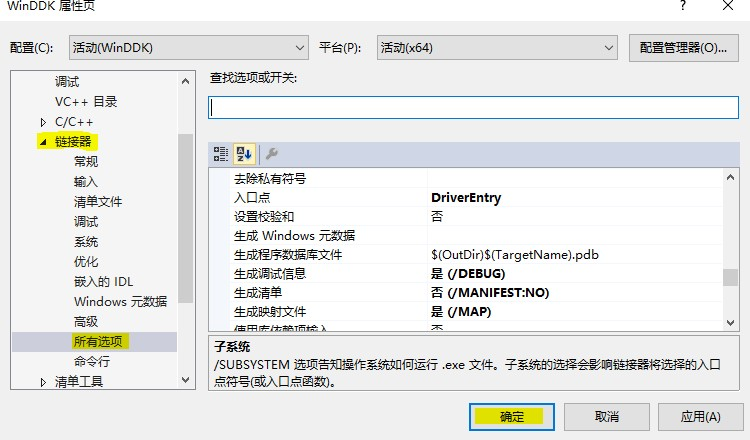 WinDDK 属性页
?
配置(C):
活动(WinDDK)
平台(P):
活动(x64)
配置管理器(O)...
调试
VC++ 目录
C/C++
链接器
常规
输入
清单文件
调试
系统
优化
嵌入的 IDL
Windows 元数据
高级
所有选项
命令行
清单工具
查找选项或开关:
去除私有符号
入口点 DriverEntry
设置校验和 否
生成 Windows 元数据
生成程序数据库文件 $(OutDir)$(TargetName).pdb
生成调试信息 是 (/DEBUG)
生成清单 否 (/MANIFEST:NO)
生成映射文件 是 (/MAP)
使用库依赖项输入 否
子系统
/SUBSYSTEM 选项告知操作系统如何运行 .exe 文件。子系统的选择会影响链接器将选择的入口
点符号(或入口点函数)。
确定
取消
应用(A)